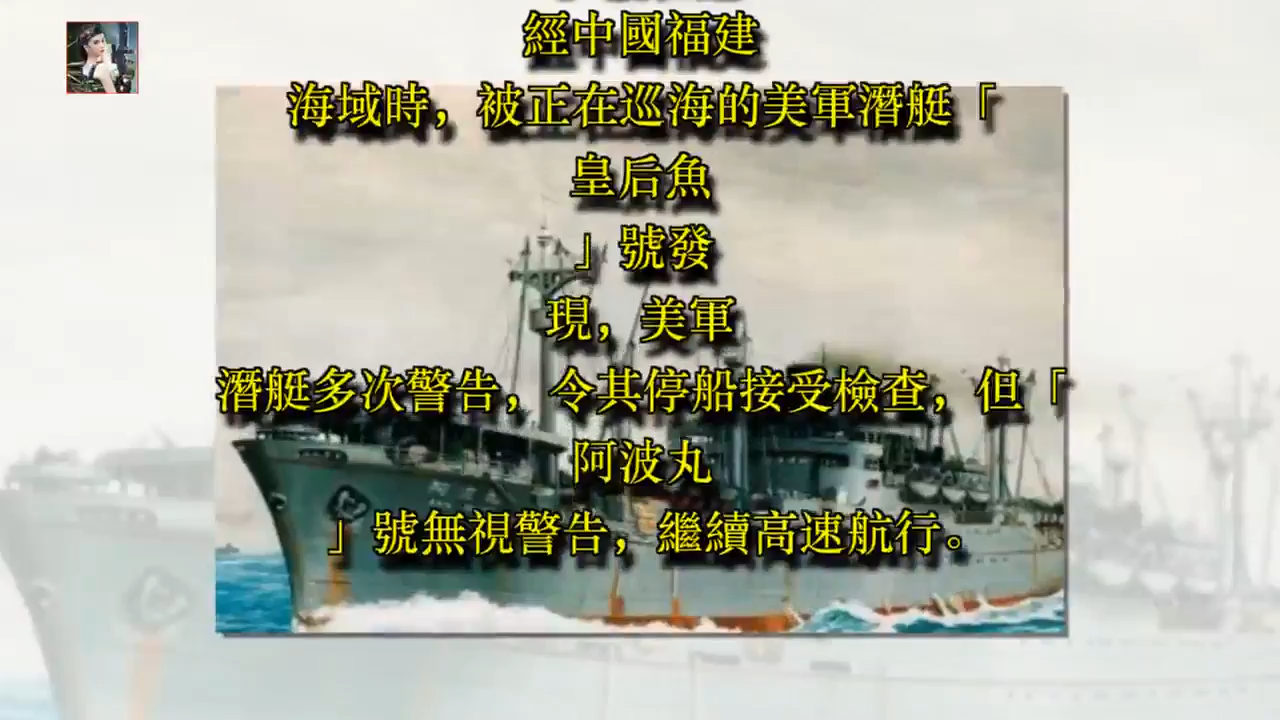 經中國福建
海域時，被正在巡海的美軍潛艇「
皇后魚
」號發
現，美軍
潛艇多次警告，令其停船接受檢查，但「
阿波丸
」號無視警告，繼續高速航行。